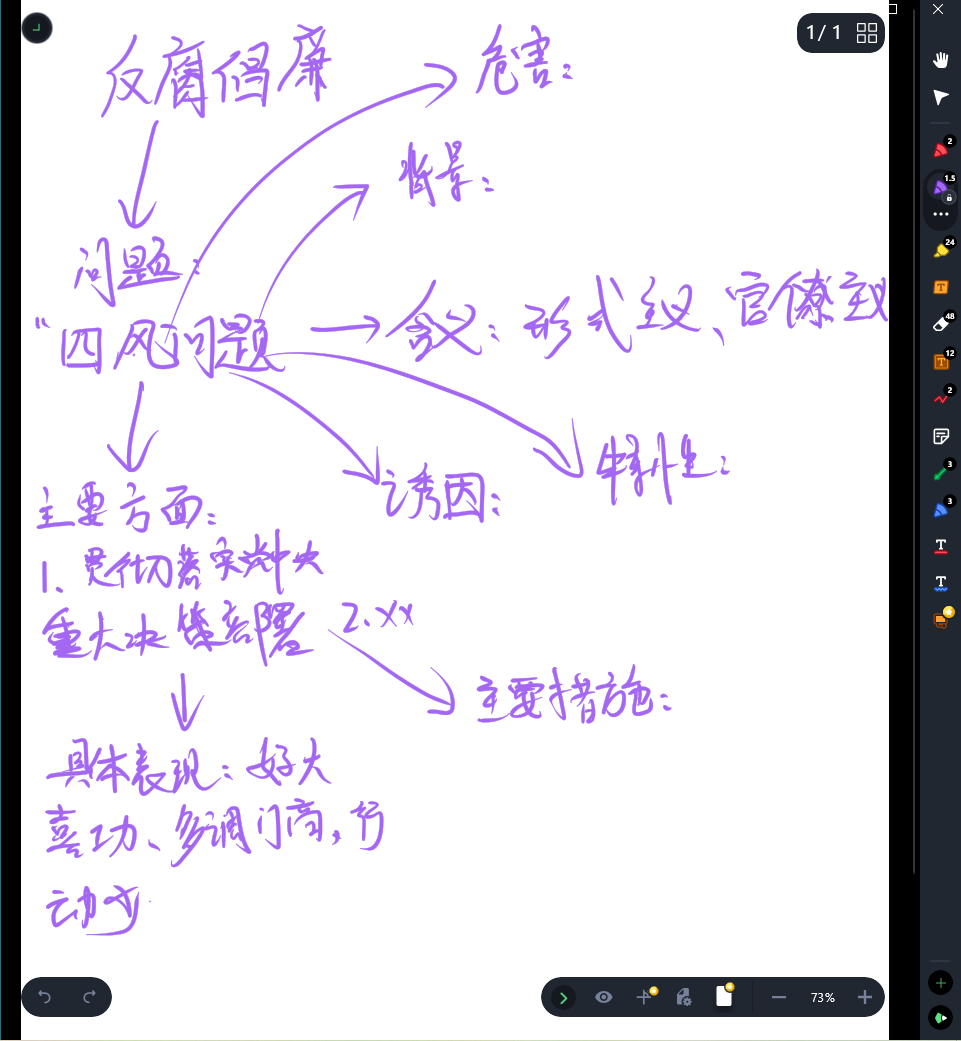 1/1
反腐倡廉
危害：
背景：
问题：
“四风问题
含义：形式主义、官僚主义
特性：
诱因：
主要方面：
1、贯彻落实党中央
重大决策部署
2.xx
主要措施：
具体表现：好大
喜功、多调门高，行
动少
2
1.5
24
48
12
2
3
3
73%